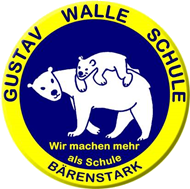 GUSTAV WALLE SCHULE
Wir machen mehr
als Schule
BÄRENSTARK